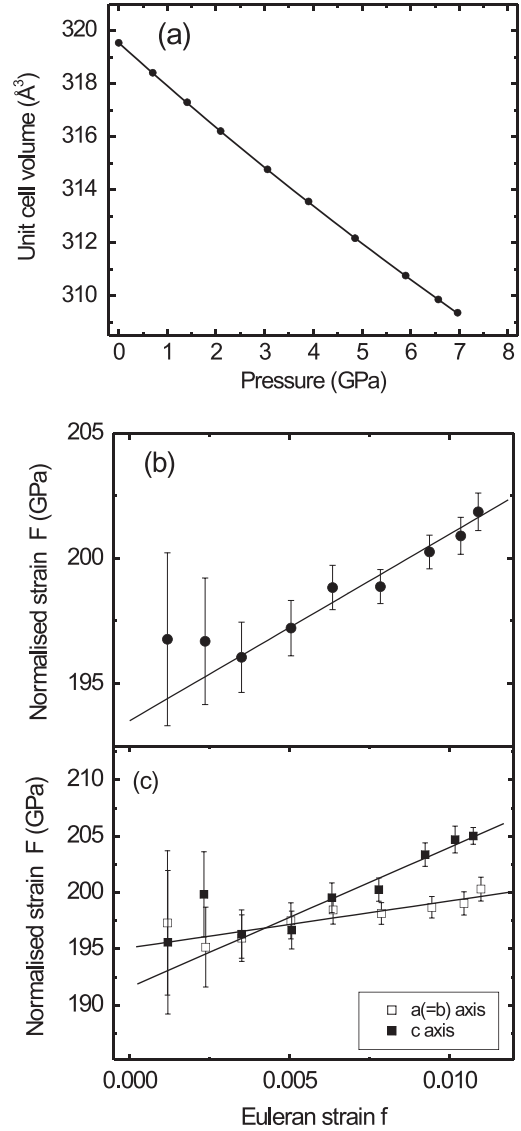 (a)
320
318
316
314
312
310
Unit cell volume (Å³)
0 1 2 3 4 5 6 7 8
Pressure (GPa)
(b)
205
200
195
Normalised strain F (GPa)
(c)
210
205
200
195
190
Normalised strain F (GPa)
a(=b) axis
c axis
0.000 0.005 0.010
Euleran strain f